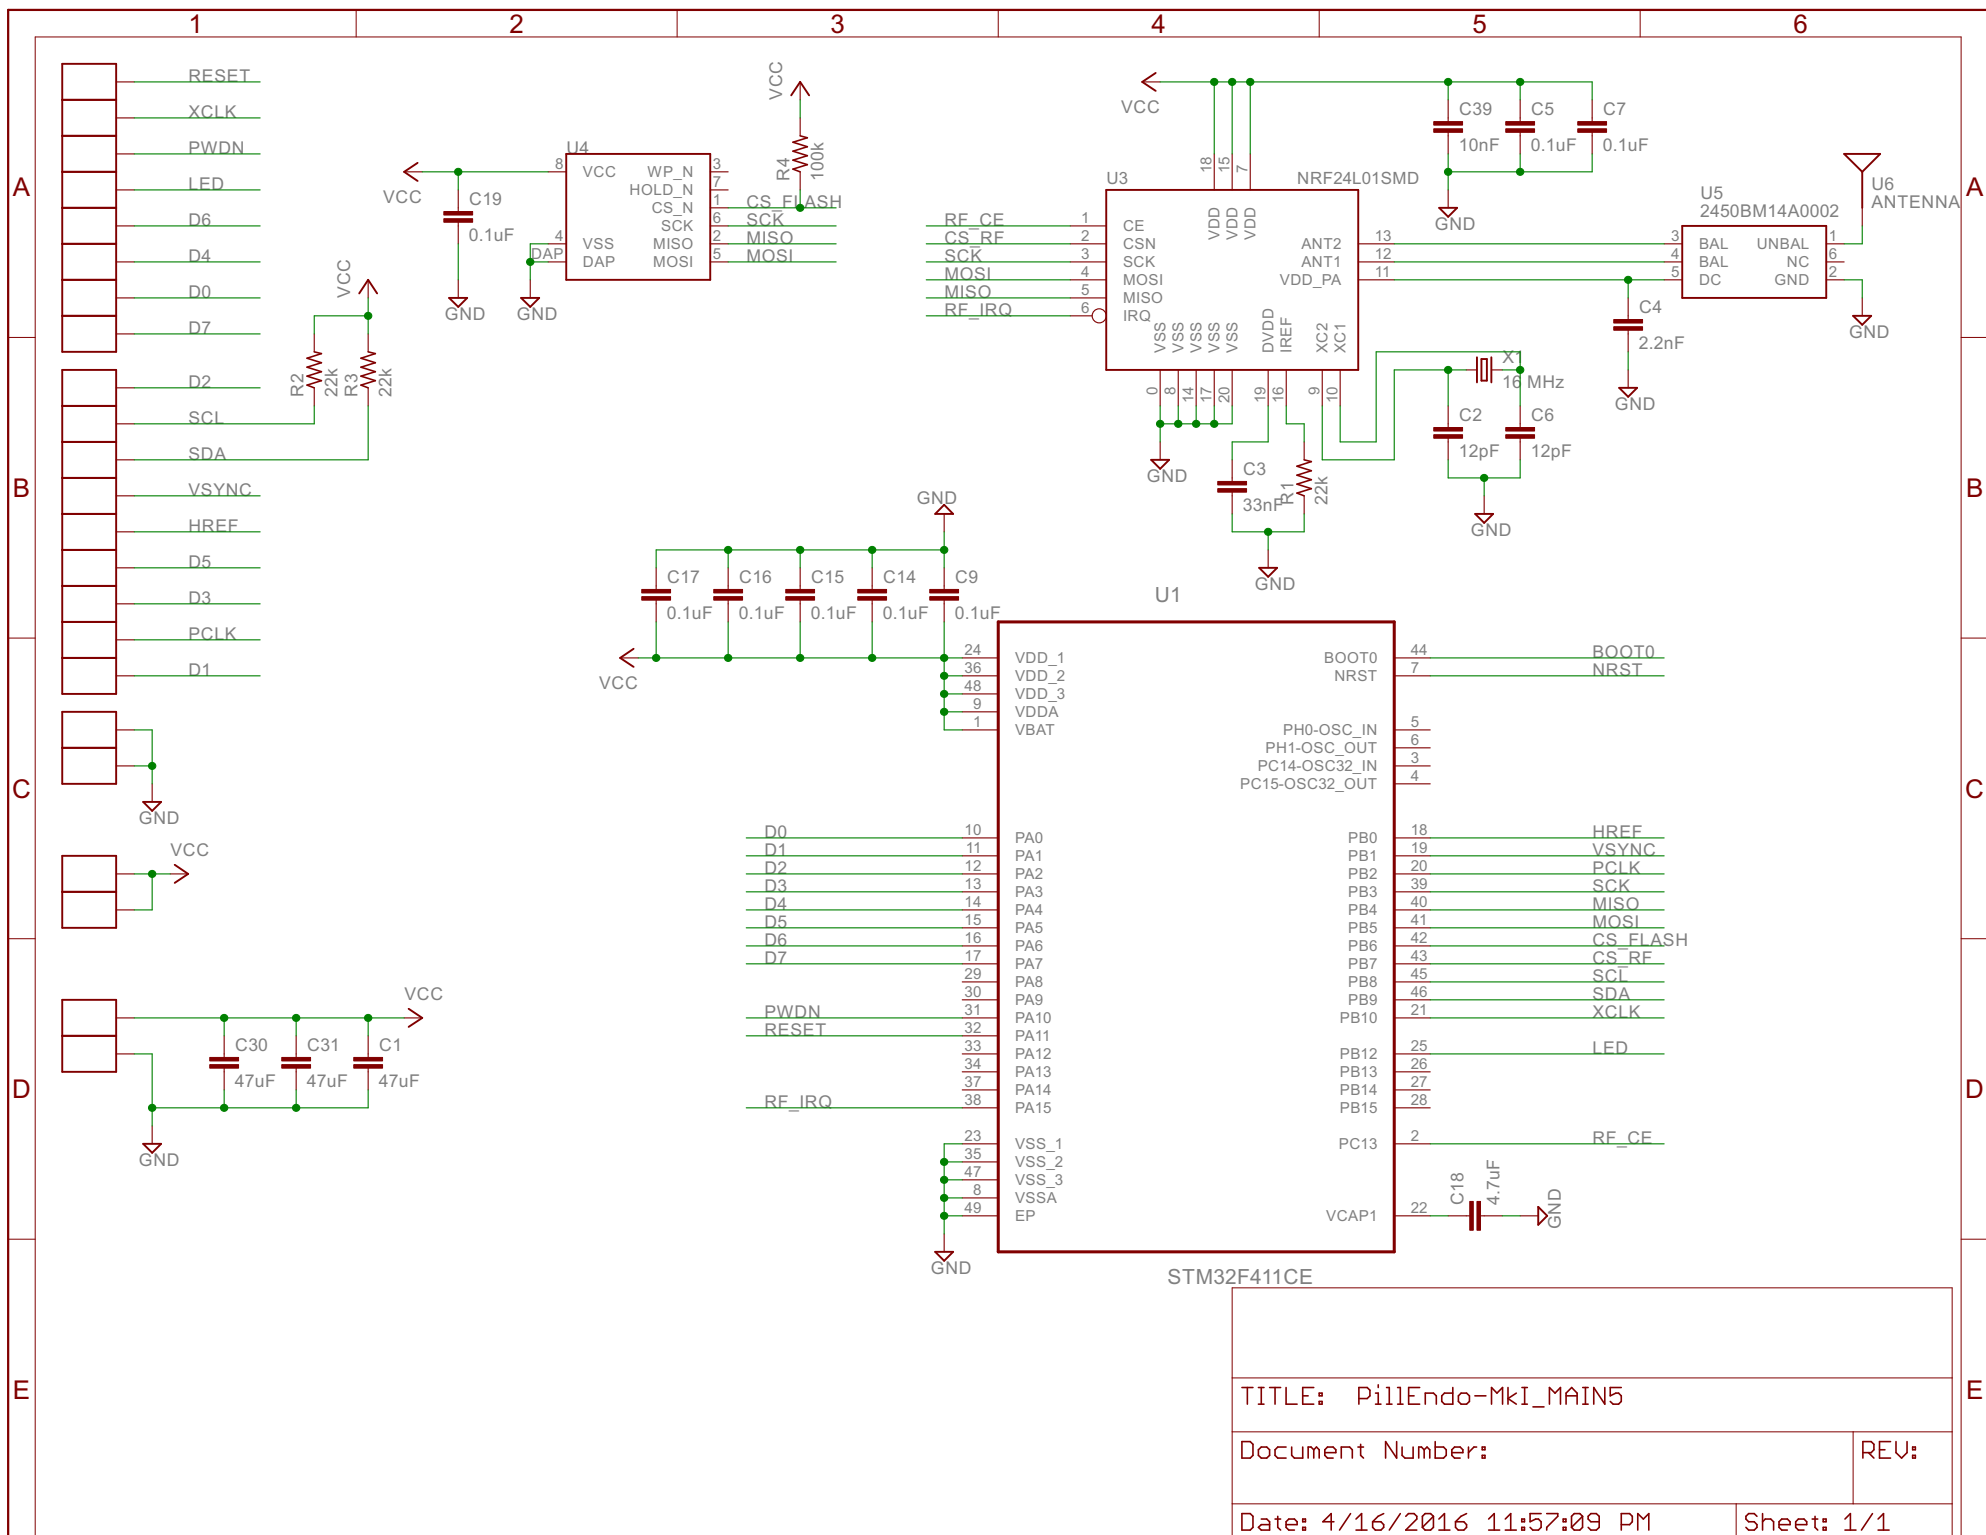 1 2 3 4 5 6
A A
B B
C C
D D
E E
RESET
XCLK
PWDN
LED
D6
D4
D0
D7
D2
SCL
SDA
VSYNC
HREF
D5
D3
PCLK
D1
GND
VCC
VCC
C30
47uF
C31
47uF
C1
47uF
GND
VCC
R2
22k
R3
22k
VCC
C19
0.1uF
GND
U4
8 VCC
4 VSS
DAP DAP
WP_N 3
HOLD_N 7
CS_N 1 CS_FLASH
SCK 6 SCK
MISO 2 MISO
MOSI 5 MOSI
GND
VCC
R4
100k
VCC
C39
10nF
C5
0.1uF
C7
0.1uF
GND
U3
NRF24L01SMD
18 15 7
VDD VDD VDD
RF_CE 1 CE
CS_RF 2 CSN
SCK 3 SCK
MOSI 4 MOSI
MISO 5 MISO
RF_IRQ 6 IRQ
ANT2 13
ANT1 12
VDD_PA 11
VSS VSS VSS VSS VSS DVDD IREF XC2 XC1
0 8 14 17 20 19 16 9 10
GND
C3
33nF
R1
22k
GND
X1
16 MHz
C2
12pF
C6
12pF
GND
C4
2.2nF
GND
U5
2450BM14A0002
3 BAL UNBAL 1
4 BAL NC 6
5 DC GND 2
GND
U6
ANTENNA
GND
C17
0.1uF
C16
0.1uF
C15
0.1uF
C14
0.1uF
C9
0.1uF
VCC
U1
24 VDD_1
36 VDD_2
48 VDD_3
9 VDDA
1 VBAT
D0 10 PA0
D1 11 PA1
D2 12 PA2
D3 13 PA3
D4 14 PA4
D5 15 PA5
D6 16 PA6
D7 17 PA7
29 PA8
30 PA9
PWDN 31 PA10
RESET 32 PA11
33 PA12
34 PA13
37 PA14
RF_IRQ 38 PA15
23 VSS_1
35 VSS_2
47 VSS_3
8 VSSA
49 EP
GND
BOOT0 44 BOOT0
NRST 7 NRST
PH0-OSC_IN 5
PH1-OSC_OUT 6
PC14-OSC32_IN 3
PC15-OSC32_OUT 4
PB0 18 HREF
PB1 19 VSYNC
PB2 20 PCLK
PB3 39 SCK
PB4 40 MISO
PB5 41 MOSI
PB6 42 CS_FLASH
PB7 43 CS_RF
PB8 45 SCL
PB9 46 SDA
PB10 21 XCLK
PB12 25 LED
PB13 26
PB14 27
PB15 28
PC13 2 RF_CE
VCAP1 22
C18
4.7uF
GND
STM32F411CE
TITLE: PillEndo-MkI_MAIN5
Document Number:
REV:
Date: 4/16/2016 11:57:09 PM
Sheet: 1/1